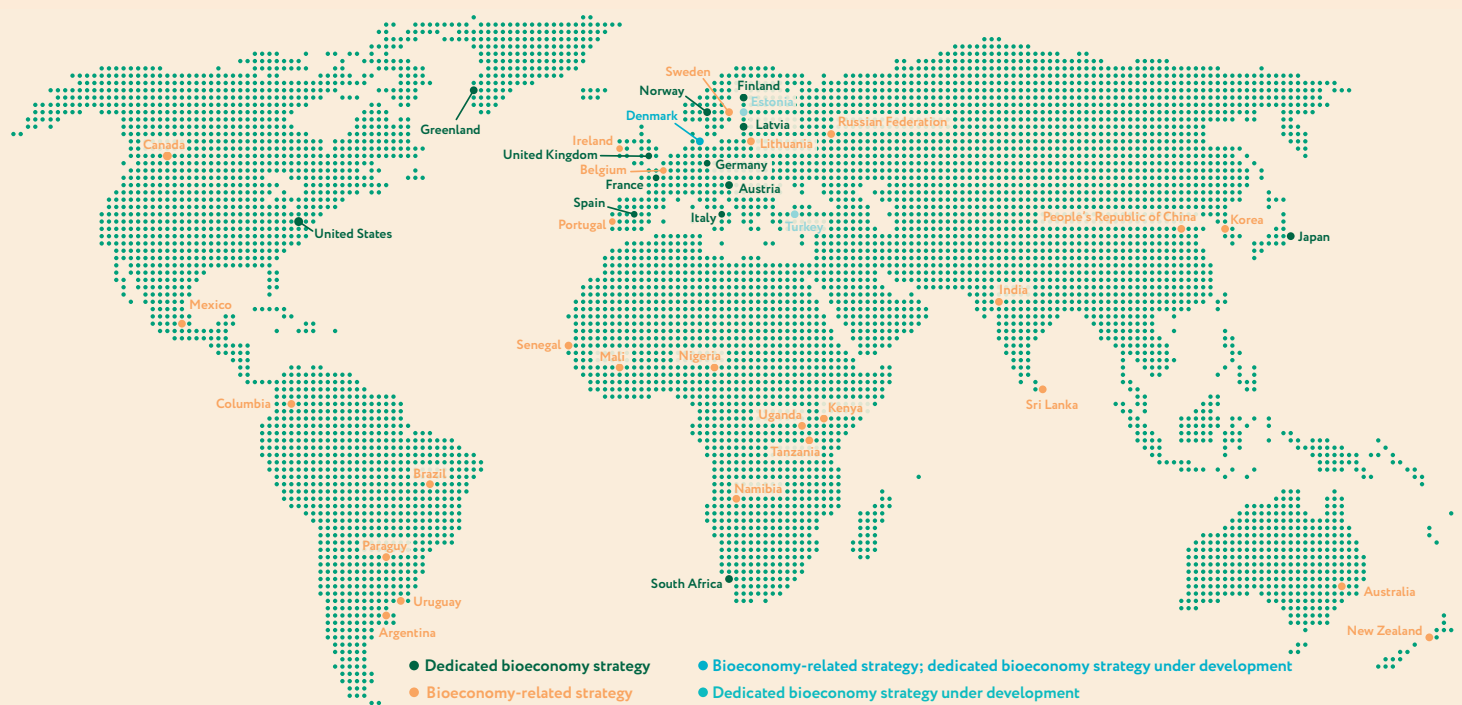 Sweden
Finland
Norway
Estonia
Denmark
Latvia
Russian Federation
Greenland
Ireland
Lithuania
Canada
United Kingdom
Germany
Belgium
France
Austria
Spain
Italy
Portugal
Turkey
People's Republic of China
Korea
Japan
United States
India
Mexico
Senegal
Mali
Nigeria
Columbia
Sri Lanka
Uganda
Kenya
Tanzania
Brazil
Namibia
Paraguy
South Africa
Uruguay
Australia
Argentina
New Zealand
Dedicated bioeconomy strategy
Bioeconomy-related strategy; dedicated bioeconomy strategy under development
Bioeconomy-related strategy
Dedicated bioeconomy strategy under development